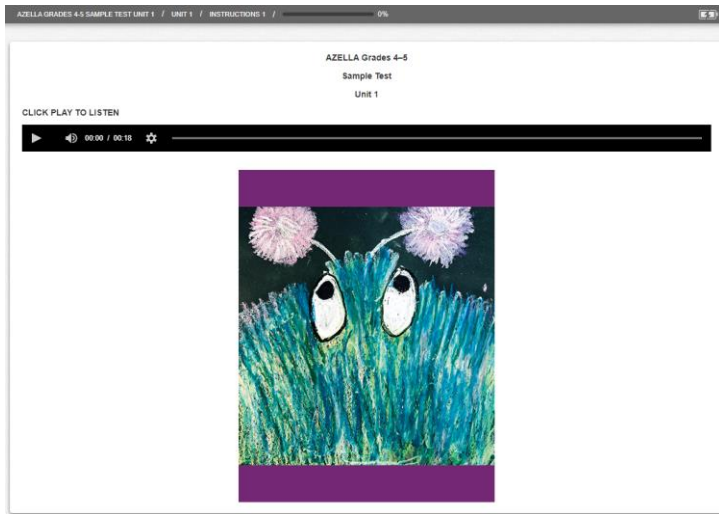 AZELLA GRADES 4-5 SAMPLE TEST UNIT 1 / UNIT 1 / INSTRUCTIONS 1 / 0%
AZELLA Grades 4–5
Sample Test
Unit 1
CLICK PLAY TO LISTEN
00:00 / 00:18